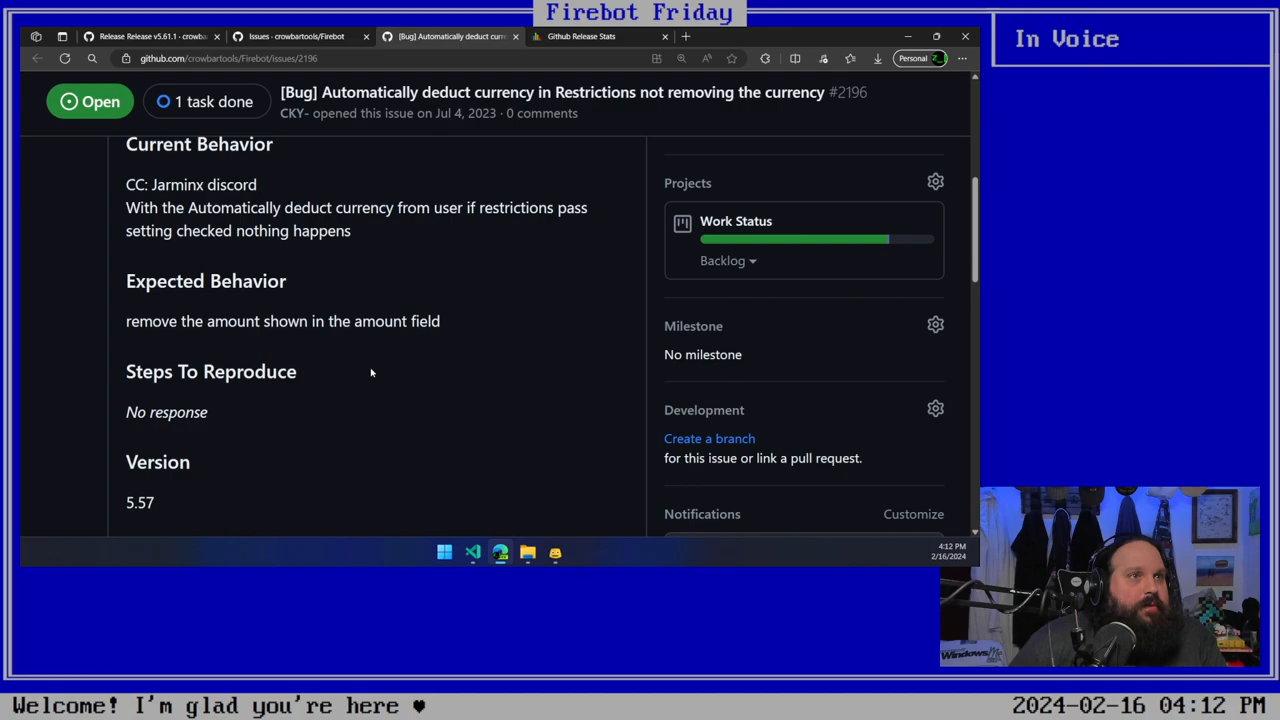 Firebot Friday
In Voice
Release Release v5.61.1 · crowba
Issues · crowbartools/Firebot
[Bug] Automatically deduct curre
Github Release Stats
github.com/crowbartools/Firebot/issues/2196
Personal
Open
1 task done
[Bug] Automatically deduct currency in Restrictions not removing the currency #2196
CKY- opened this issue on Jul 4, 2023 · 0 comments
Current Behavior
CC: Jarminx discord
With the Automatically deduct currency from user if restrictions pass
setting checked nothing happens
Expected Behavior
remove the amount shown in the amount field
Steps To Reproduce
No response
Version
5.57
Projects
Work Status
Backlog
Milestone
No milestone
Development
Create a branch
for this issue or link a pull request.
Notifications
Customize
4:12 PM
2/16/2024
Windows Me
Welcome! I'm glad you're here ♥
2024-02-16 04:12 PM